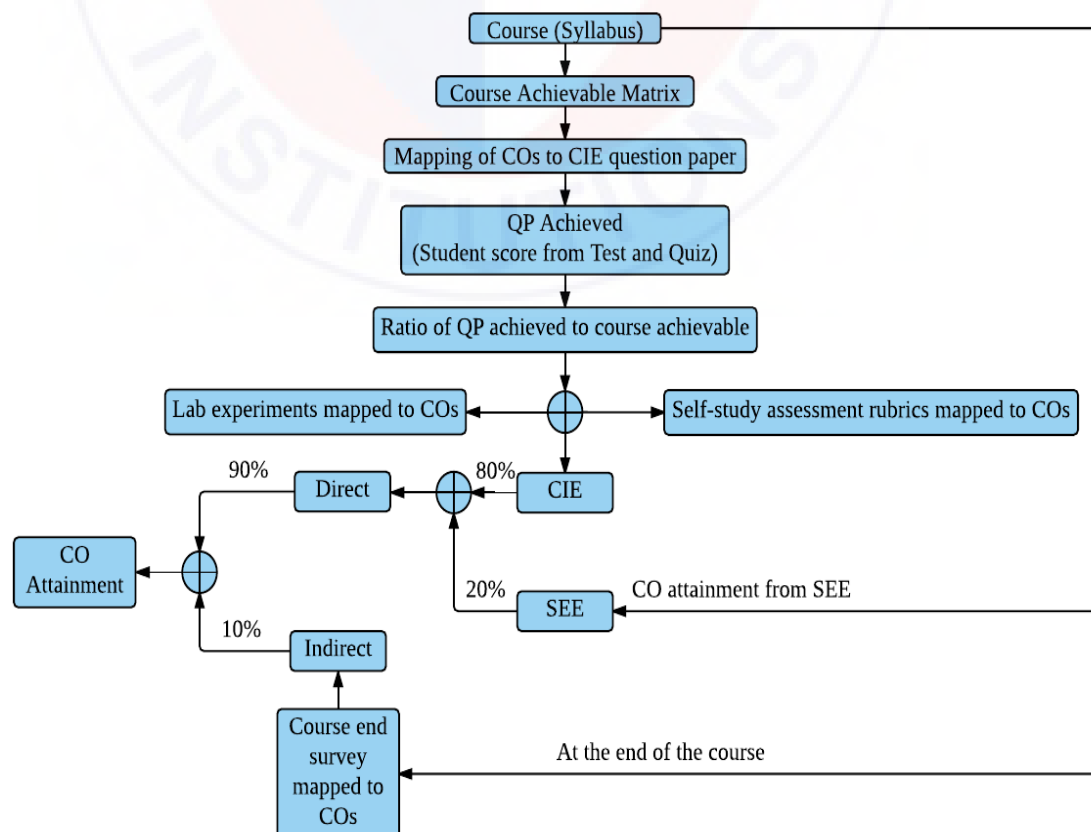 Course (Syllabus)
Course Achievable Matrix
Mapping of COs to CIE question paper
QP Achieved
(Student score from Test and Quiz)
Ratio of QP achieved to course achievable
Lab experiments mapped to COs
Self-study assessment rubrics mapped to COs
90%
Direct
80%
CIE
CO
Attainment
20%
SEE
CO attainment from SEE
10%
Indirect
Course end
survey
mapped to
COs
At the end of the course
INSTITUTIONS